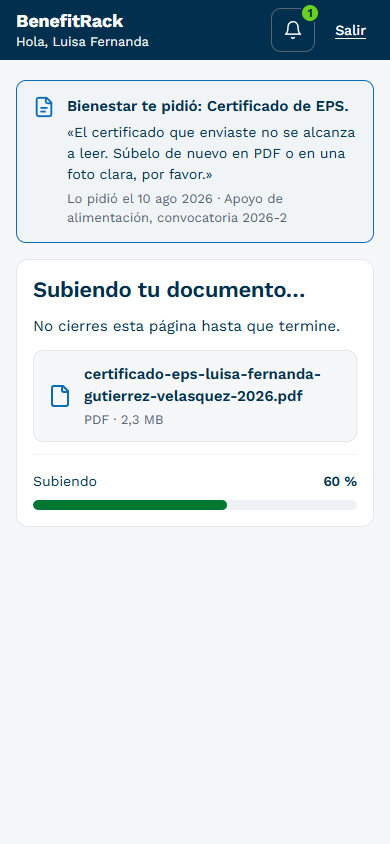 BenefitRack
Hola, Luisa Fernanda
1
Salir
Bienestar te pidió: Certificado de EPS.
«El certificado que enviaste no se alcanza
a leer. Súbelo de nuevo en PDF o en una
foto clara, por favor.»
Lo pidió el 10 ago 2026 · Apoyo de
alimentación, convocatoria 2026-2
Subiendo tu documento...
No cierres esta página hasta que termine.
certificado-eps-luisa-fernanda-
gutierrez-velasquez-2026.pdf
PDF · 2,3 MB
Subiendo
60 %